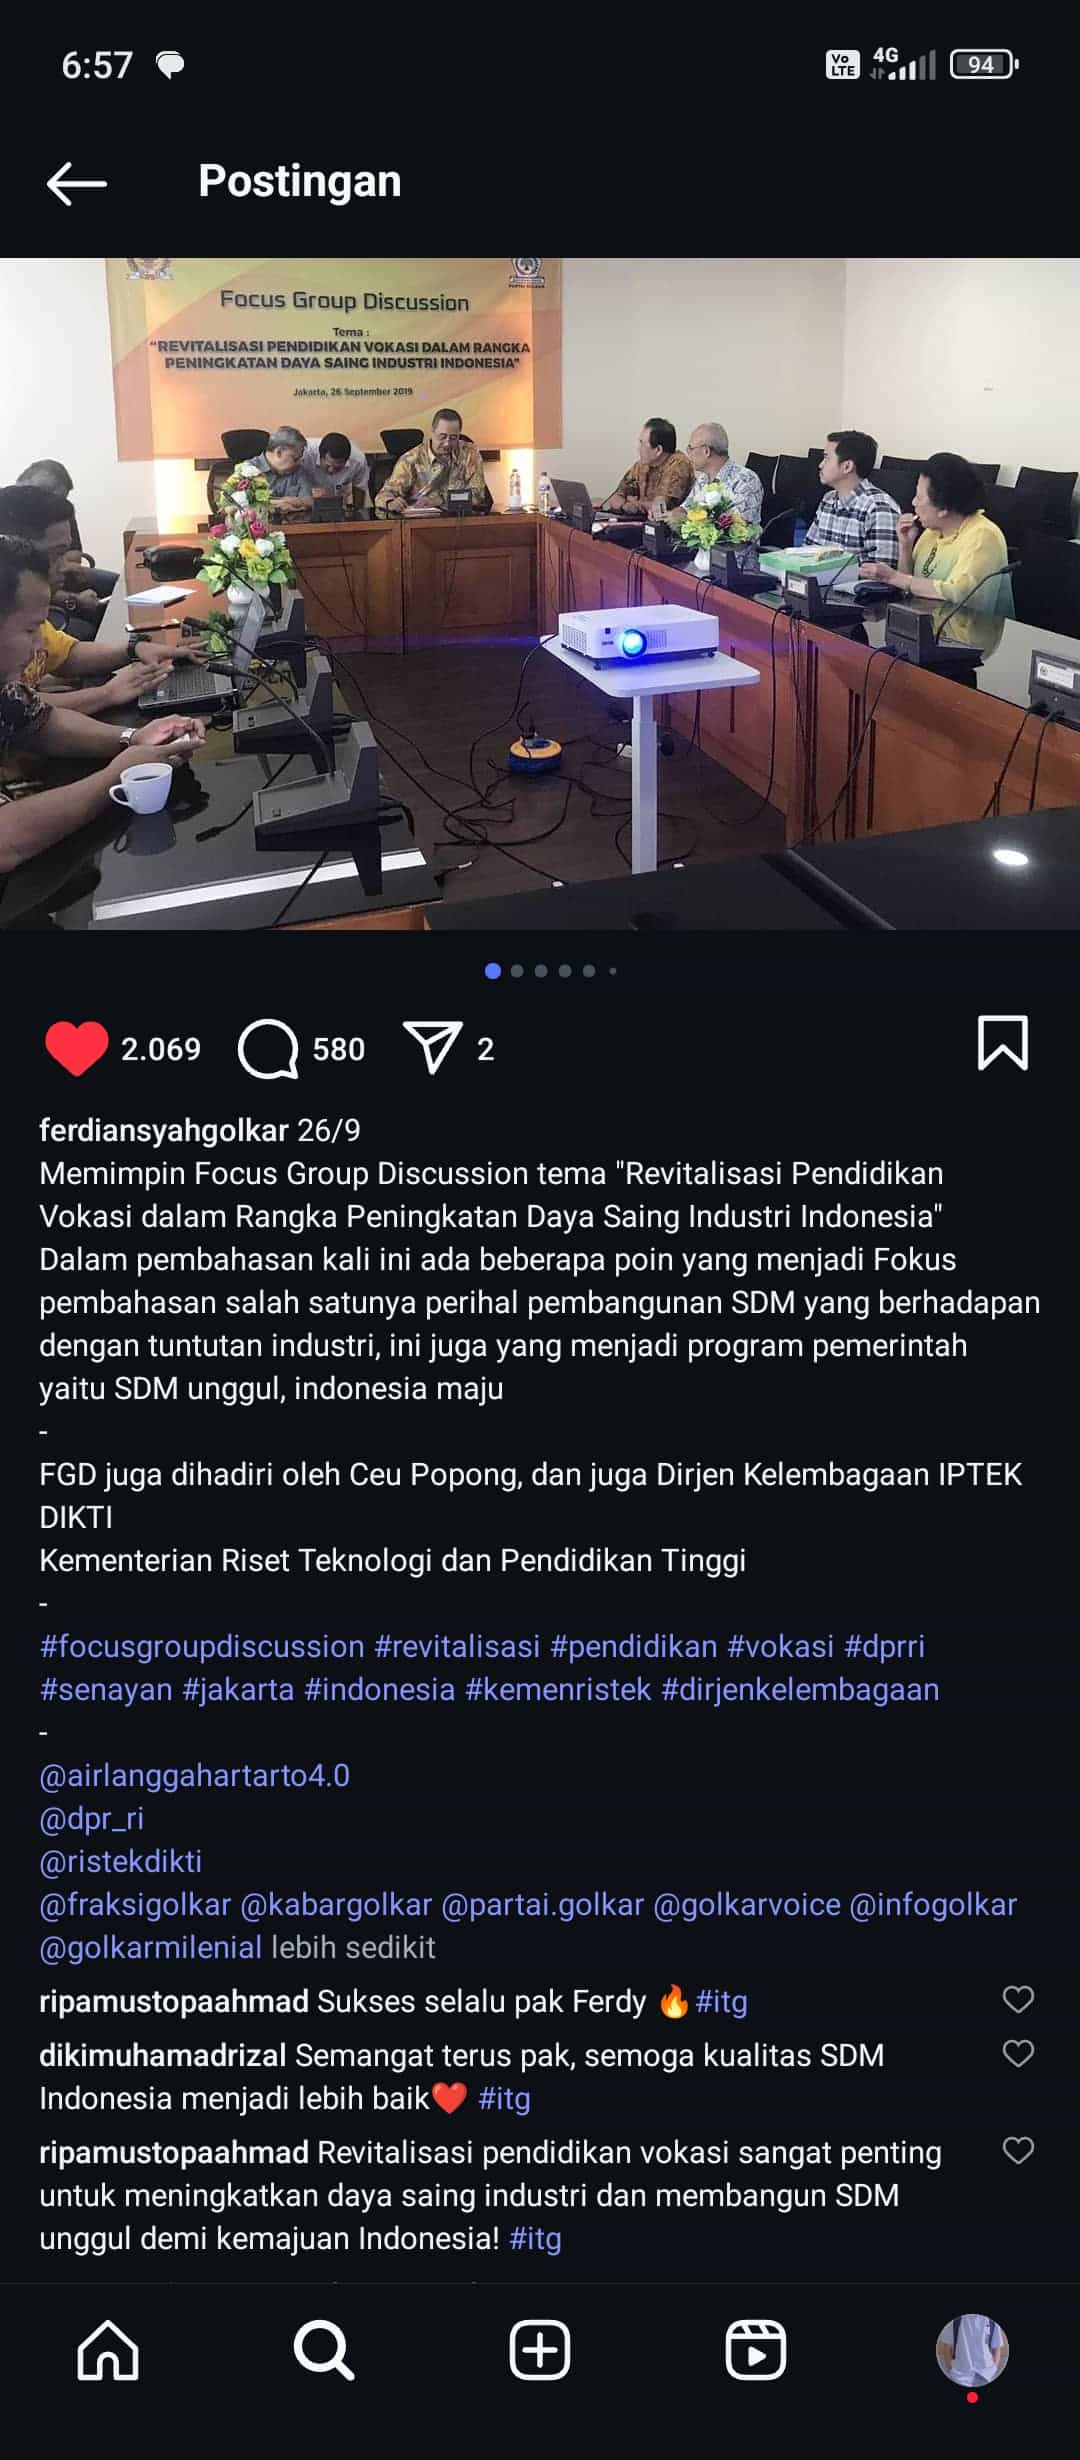 6:57
Vo
LTE
4G
94
Postingan
Focus Group Discussion
Tema :
"REVITALISASI PENDIDIKAN VOKASI DALAM RANGKA
PENINGKATAN DAYA SAING INDUSTRI INDONESIA"
Jakarta, 26 September 2019
2.069
580
2
ferdiansyahgolkar 26/9
Memimpin Focus Group Discussion tema "Revitalisasi Pendidikan
Vokasi dalam Rangka Peningkatan Daya Saing Industri Indonesia"
Dalam pembahasan kali ini ada beberapa poin yang menjadi Fokus
pembahasan salah satunya perihal pembangunan SDM yang berhadapan
dengan tuntutan industri, ini juga yang menjadi program pemerintah
yaitu SDM unggul, indonesia maju
-
FGD juga dihadiri oleh Ceu Popong, dan juga Dirjen Kelembagaan IPTEK
DIKTI
Kementerian Riset Teknologi dan Pendidikan Tinggi
-
#focusgroupdiscussion #revitalisasi #pendidikan #vokasi #dprri
#senayan #jakarta #indonesia #kemenristek #dirjenkelembagaan
-
@airlanggahartarto4.0
@dpr_ri
@ristekdikti
@fraksigolkar @kabargolkar @partai.golkar @golkarvoice @infogolkar
@golkarmilenial lebih sedikit
ripamustopaahmad Sukses selalu pak Ferdy 🔥#itg
dikimuhamadrizal Semangat terus pak, semoga kualitas SDM
Indonesia menjadi lebih baik❤️ #itg
ripamustopaahmad Revitalisasi pendidikan vokasi sangat penting
untuk meningkatkan daya saing industri dan membangun SDM
unggul demi kemajuan Indonesia! #itg